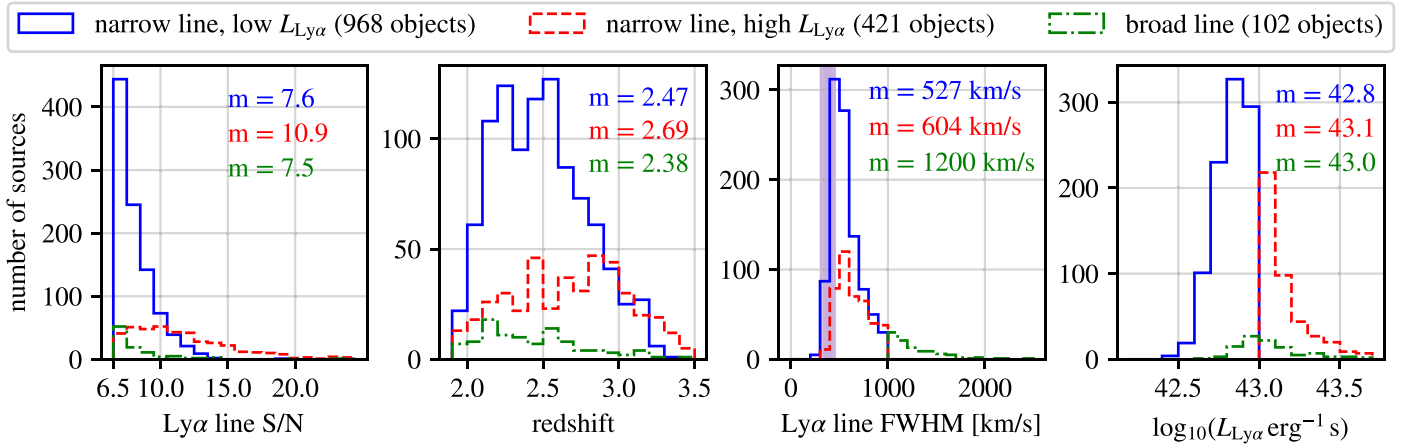 narrow line, low L_Lyα (968 objects)
narrow line, high L_Lyα (421 objects)
broad line (102 objects)
number of sources
400
300
200
100
0
m = 7.6
m = 10.9
m = 7.5
6.5 10.0 15.0 20.0
Lyα line S/N
100
50
0
m = 2.47
m = 2.69
m = 2.38
2.0 2.5 3.0 3.5
redshift
300
200
100
0
m = 527 km/s
m = 604 km/s
m = 1200 km/s
0 1000 2000
Lyα line FWHM [km/s]
300
200
100
0
m = 42.8
m = 43.1
m = 43.0
42.5 43.0 43.5
log₁₀(L_Lyα erg⁻¹ s)